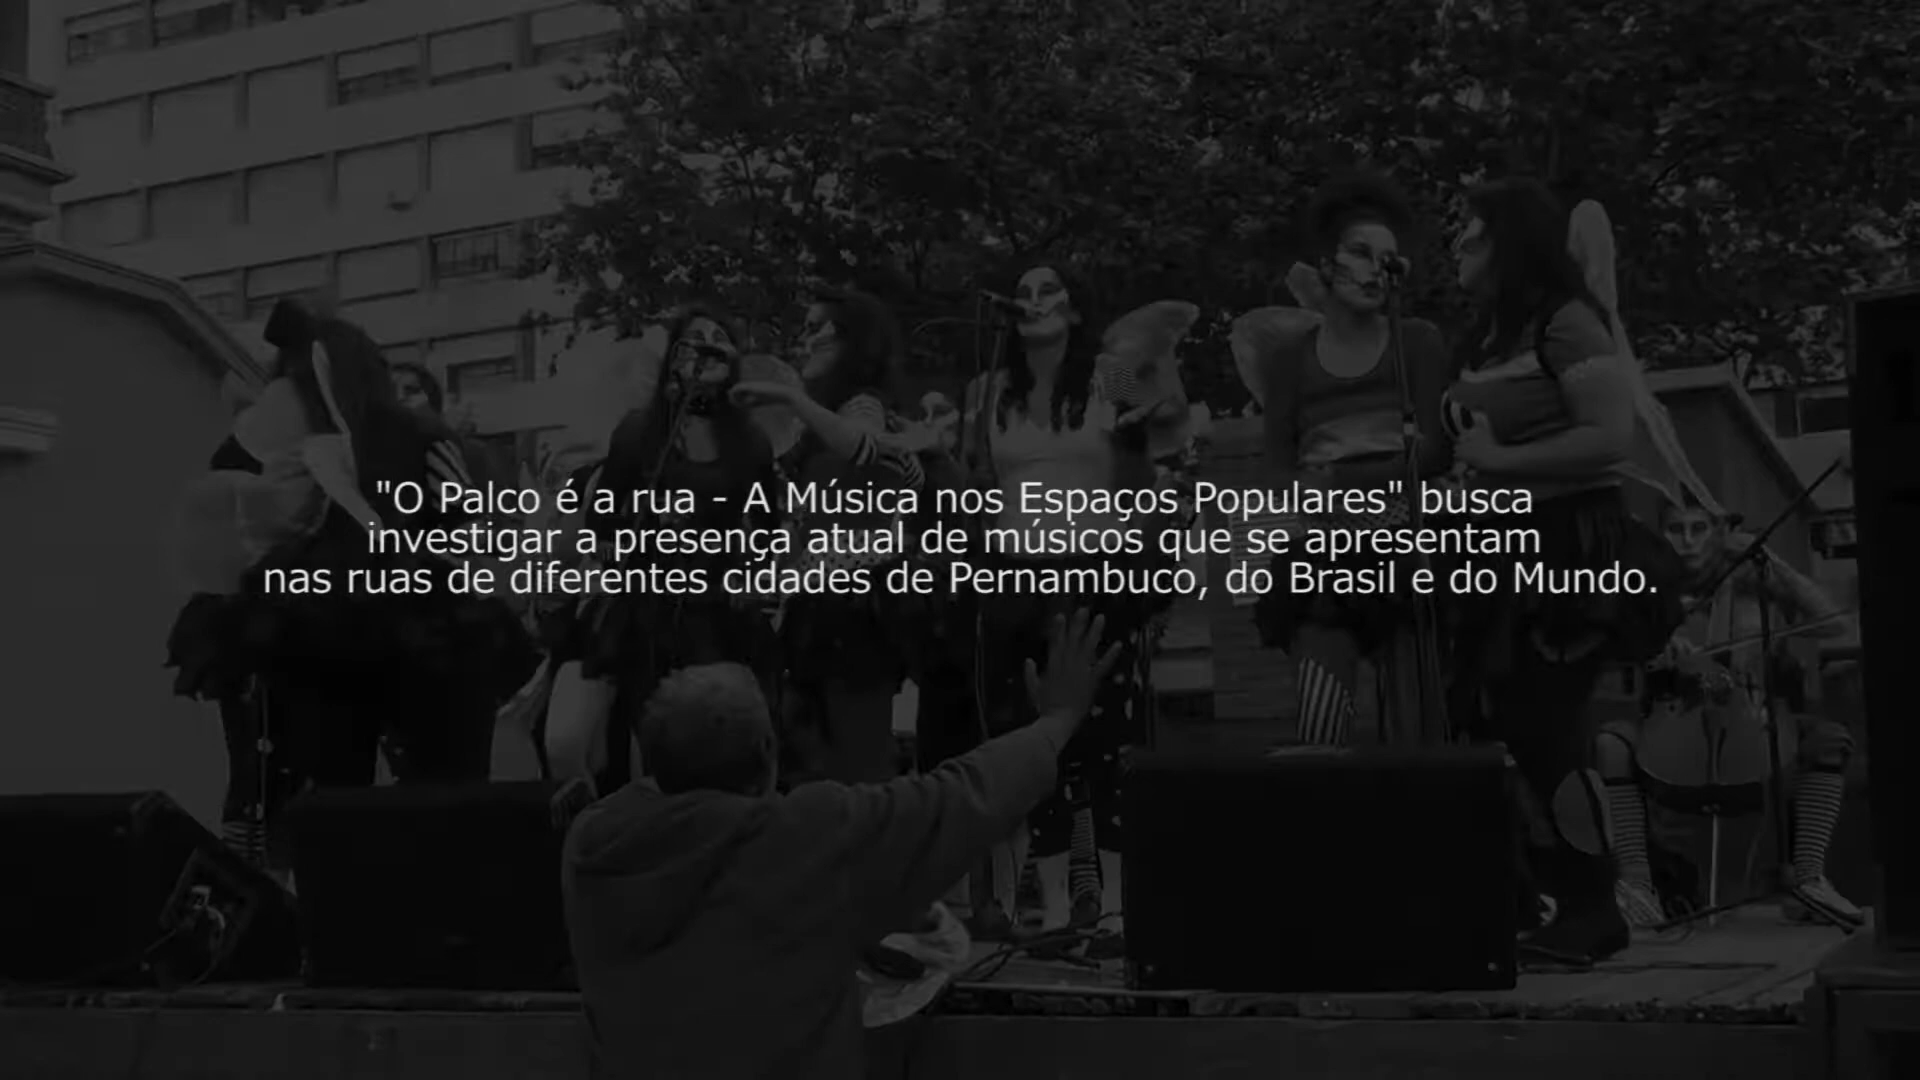 "O Palco é a rua - A Música nos Espaços Populares" busca
investigar a presença atual de músicos que se apresentam
nas ruas de diferentes cidades de Pernambuco, do Brasil e do Mundo.